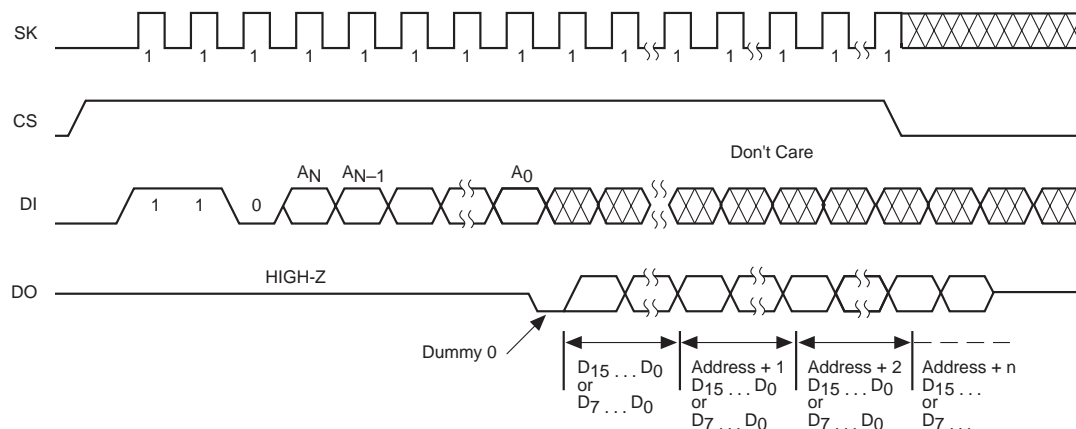 SK
1 1 1 1 1 1 1 1 1 1 1 1 1 1 1
CS
Don't Care
AN AN–1 A0
DI
1 1 0
HIGH-Z
DO
Dummy 0
D15 . . . D0
or
D7 . . . D0
Address + 1
D15 . . . D0
or
D7 . . . D0
Address + 2
D15 . . . D0
or
D7 . . . D0
Address + n
D15 . . .
or
D7 . . .